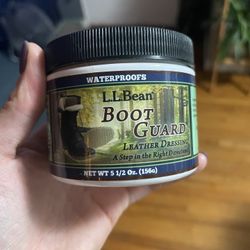 WATERPROOFS
L.L.Bean
BOOT
GUARD
LEATHER DRESSING
A Step in the Right Direction
NET WT 5 1/2 Oz. (156g)